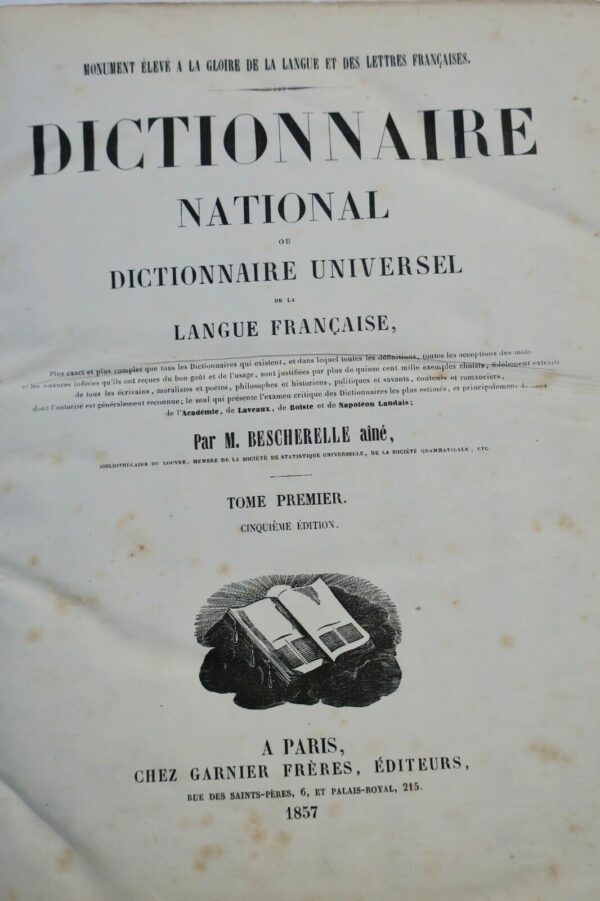 MONUMENT ÉLEVÉ A LA GLOIRE DE LA LANGUE ET DES LETTRES FRANÇAISES.
DICTIONNAIRE
NATIONAL
OU
DICTIONNAIRE UNIVERSEL
DE LA
LANGUE FRANÇAISE,
Plus exact et plus complet que tous les Dictionnaires qui existent, et dans lequel toutes les définitions, toutes les acceptions des mots
et les nuances infinies qu'ils ont reçues du bon goût et de l'usage, sont justifiées par plus de quinze cent mille exemples choisis, fidèlement extraits
de tous les écrivains, moralistes et poëtes, philosophes et historiens, politiques et savants, conteurs et romanciers,
dont l'autorité est généralement reconnue; le seul qui présente l'examen critique des Dictionnaires les plus estimés, et principalement de ceux
de l'Académie, de Laveaux, de Boiste et de Napoléon Landais;
Par M. BESCHERELLE aîné,
BIBLIOTHÉCAIRE DU LOUVRE, MEMBRE DE LA SOCIÉTÉ DE STATISTIQUE UNIVERSELLE, DE LA SOCIÉTÉ GRAMMATICALE, ETC.
TOME PREMIER.
CINQUIÈME ÉDITION.
A PARIS,
CHEZ GARNIER FRÈRES, ÉDITEURS,
RUE DES SAINTS-PÈRES, 6, ET PALAIS-ROYAL, 215.
1857